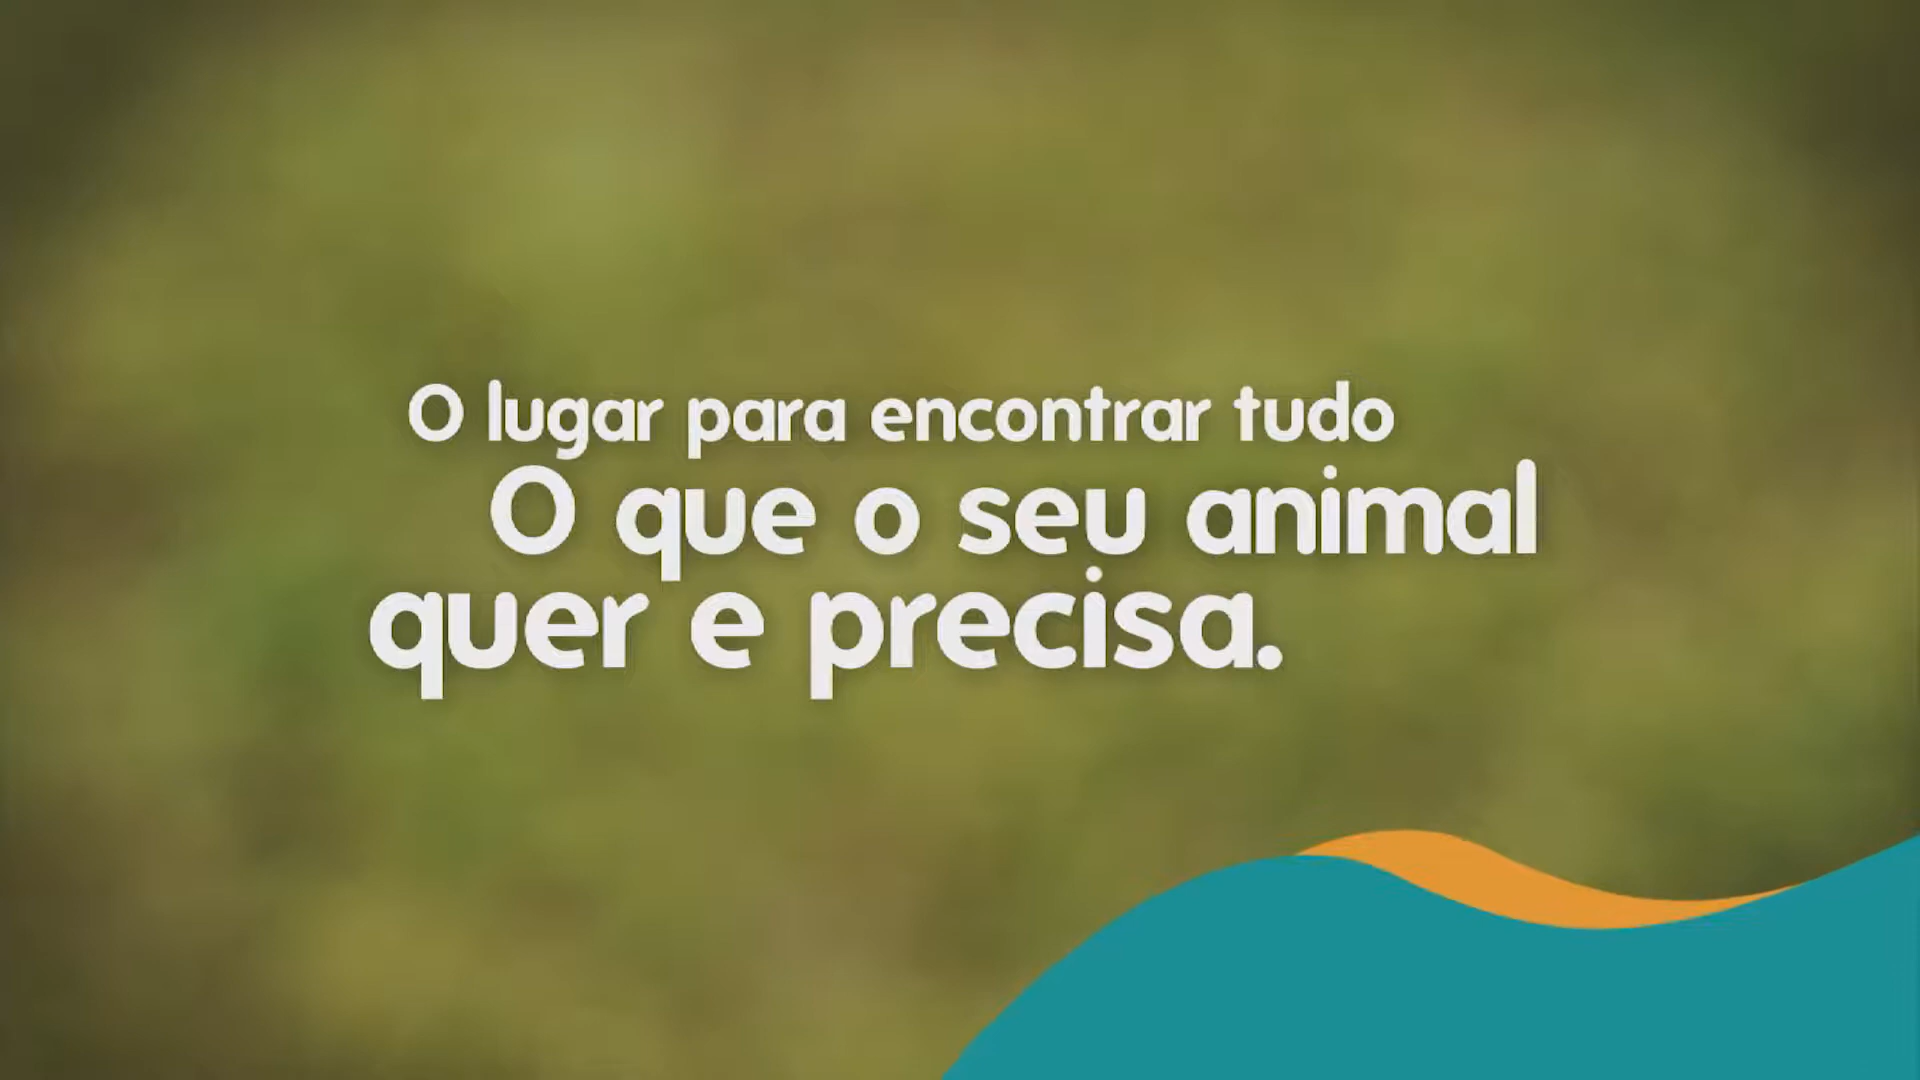 O lugar para encontrar tudo
O que o seu animal
quer e precisa.